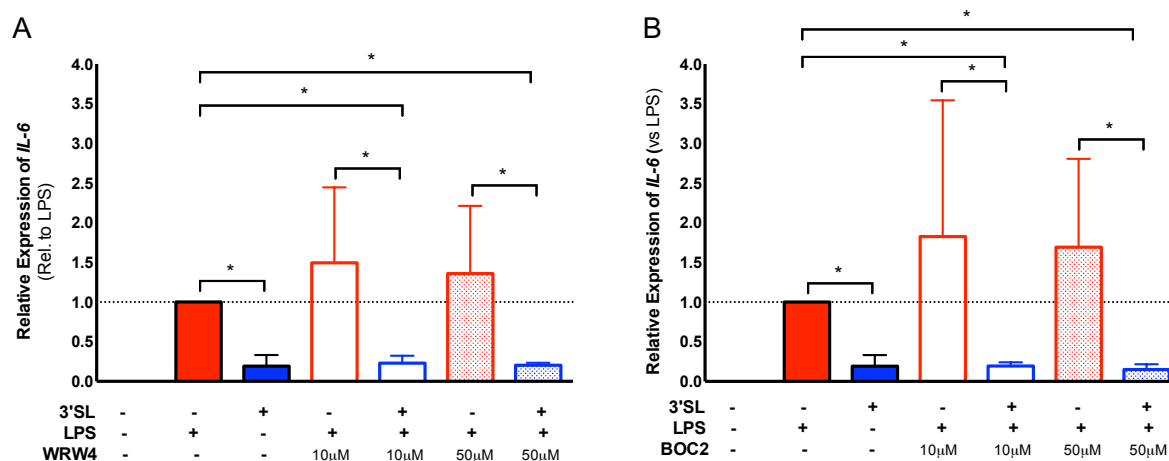 A
Relative Expression of IL-6
(Rel. to LPS)
4.0
3.5
3.0
2.5
2.0
1.5
1.0
0.5
0.0
*
*
*
*
*
3'SL - - + - + - +
LPS - + + + + + +
WRW4 - - - 10µM 10µM 50µM 50µM
B
Relative Expression of IL-6 (vs LPS)
4.0
3.5
3.0
2.5
2.0
1.5
1.0
0.5
0.0
*
*
*
*
*
3'SL - - + - + - +
LPS - + + + + +
BOC2 - - - 10µM 10µM 50µM 50µM